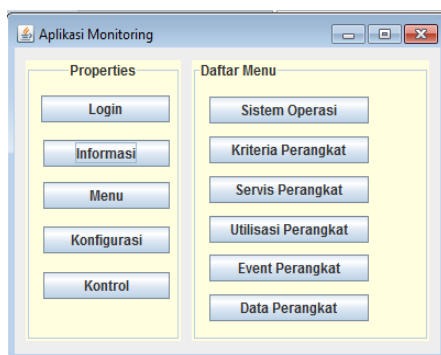 Aplikasi Monitoring
Properties
Login
Informasi
Menu
Konfigurasi
Kontrol
Daftar Menu
Sistem Operasi
Kriteria Perangkat
Servis Perangkat
Utilisasi Perangkat
Event Perangkat
Data Perangkat